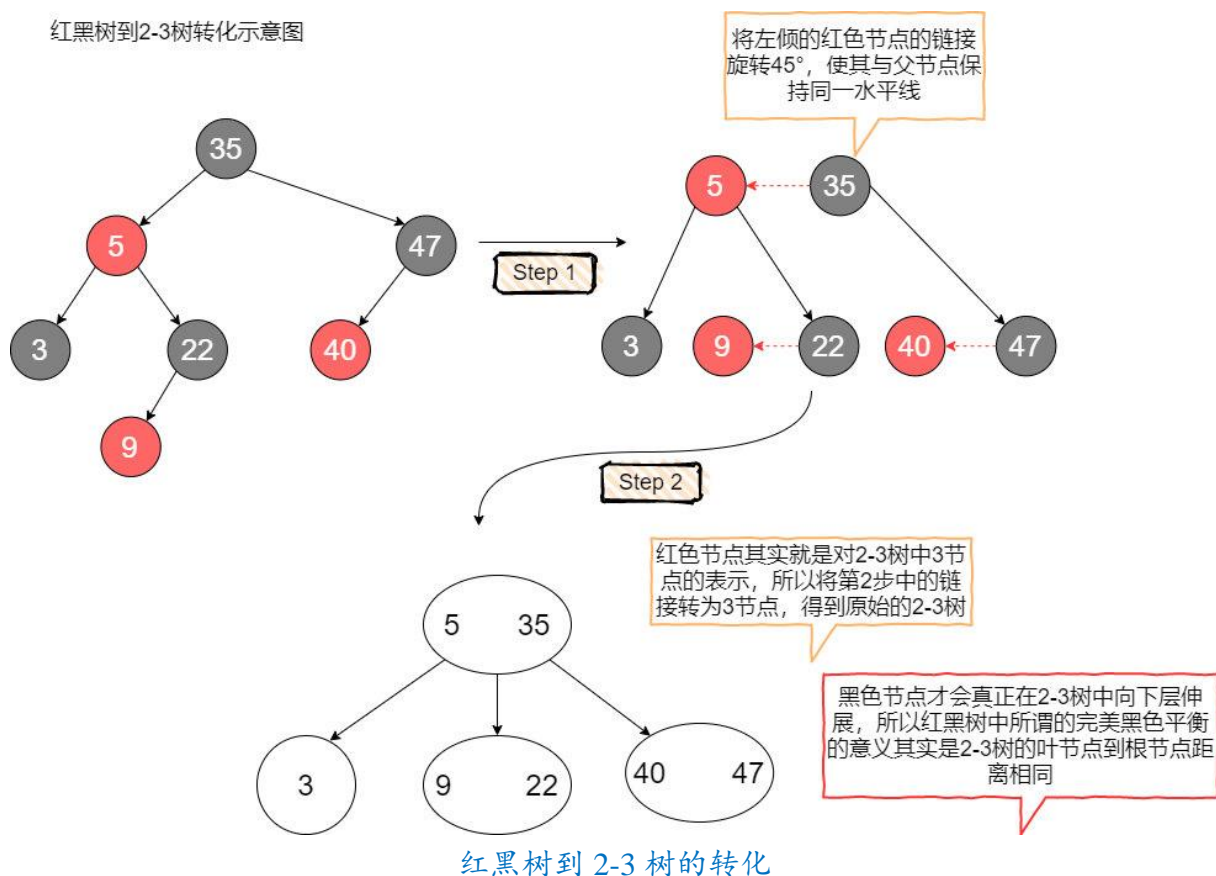 红黑树到2-3树转化示意图
将左倾的红色节点的链接
旋转45°，使其与父节点保
持同一水平线
35
5
47
3
22
40
9
Step 1
5
35
3
9
22
40
47
Step 2
红色节点其实就是对2-3树中3节
点的表示，所以将第2步中的链
接转为3节点，得到原始的2-3树
5 35
3
9 22
40 47
黑色节点才会真正在2-3树中向下层伸
展，所以红黑树中所谓的完美黑色平衡
的意义其实是2-3树的叶节点到根节点距
离相同
红黑树到 2-3 树的转化